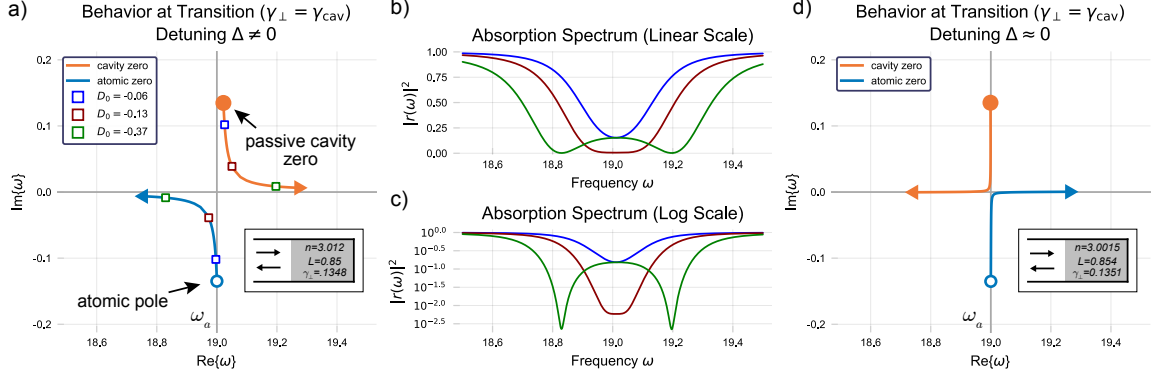 a)
Behavior at Transition (γ⊥ = γcav)
Detuning Δ ≠ 0
0.2
0.1
0.0
-0.1
-0.2
Im{ω}
cavity zero
atomic zero
D₀ = -0.06
D₀ = -0.13
D₀ = -0.37
passive cavity
zero
n=3.012
L=0.85
γ⊥=.1348
atomic pole
ωₐ
18.6
18.8
19.0
19.2
19.4
Re{ω}
b)
Absorption Spectrum (Linear Scale)
1.00
0.75
0.50
0.25
0.00
|r(ω)|²
18.6
18.8
19.0
19.2
19.4
Frequency ω
c)
Absorption Spectrum (Log Scale)
10^0.0
10^-0.5
10^-1.0
10^-1.5
10^-2.0
10^-2.5
|r(ω)|²
18.6
18.8
19.0
19.2
19.4
Frequency ω
d)
Behavior at Transition (γ⊥ = γcav)
Detuning Δ ≈ 0
0.2
0.1
0.0
-0.1
-0.2
Im{ω}
cavity zero
atomic zero
n=3.0015
L=0.854
γ⊥=.1351
ωₐ
18.6
18.8
19.0
19.2
19.4
Re{ω}